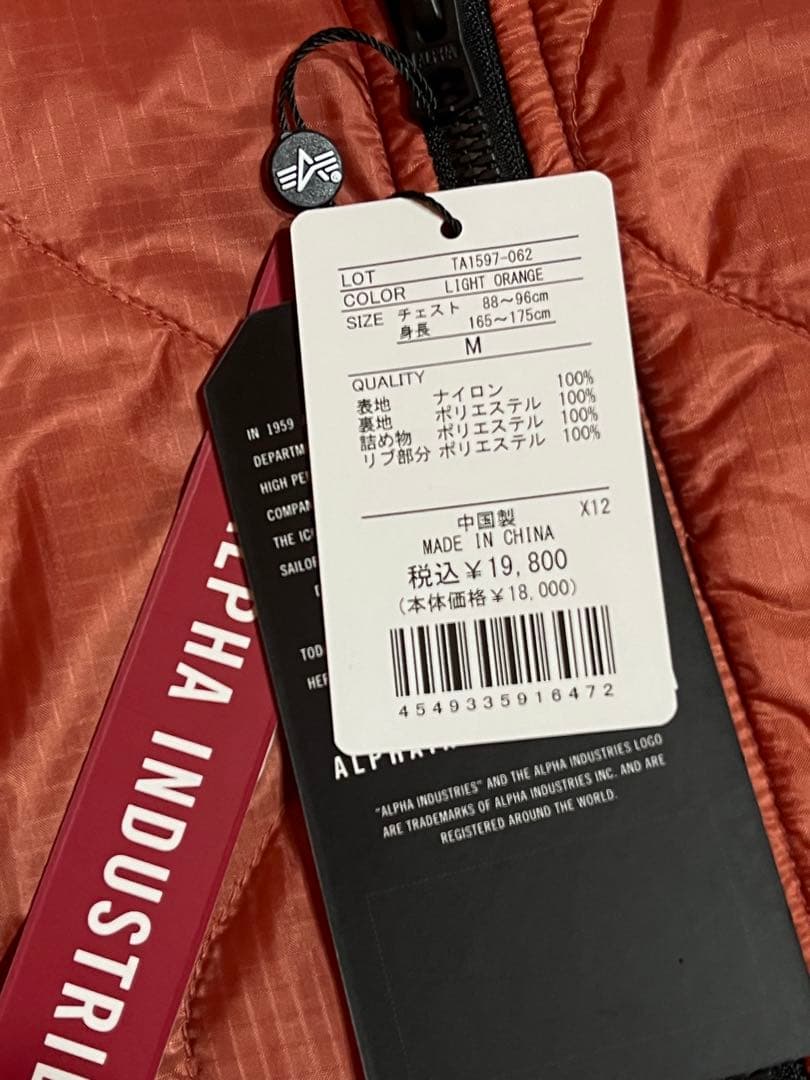 ALPHA
LOT TA1597-062
COLOR LIGHT ORANGE
SIZE チェスト 88～96cm
身長 165～175cm
M
QUALITY
表地 ナイロン 100%
裏地 ポリエステル 100%
詰め物 ポリエステル 100%
リブ部分 ポリエステル 100%
中国製 X12
MADE IN CHINA
税込¥19,800
(本体価格¥18,000)
4549335916472
IN 1959
THE
"ALPHA INDUSTRIES" AND THE ALPHA INDUSTRIES LOGO
ARE TRADEMARKS OF ALPHA INDUSTRIES INC. AND ARE
REGISTERED AROUND THE WORLD.
ALPHA INDUSTRIE